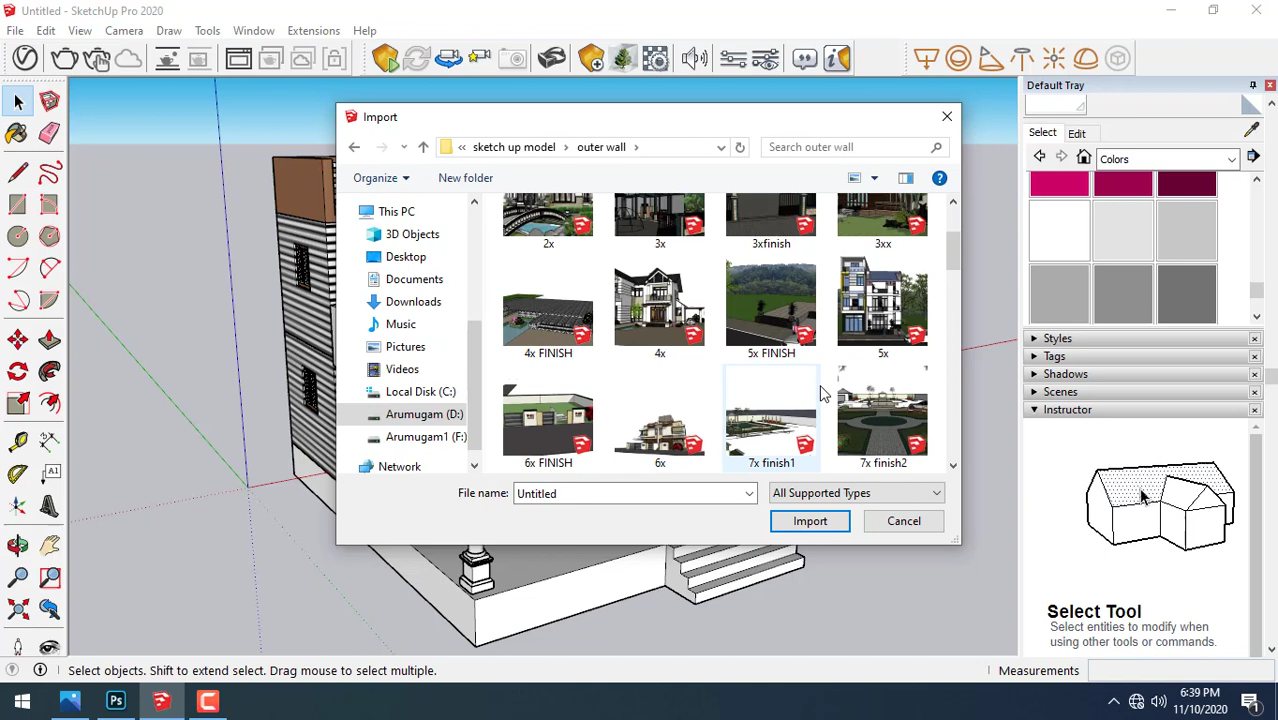 Untitled - SketchUp Pro 2020
File Edit View Camera Draw Tools Window Extensions Help
Import
Default Tray
« sketch up model › outer wall ›
Search outer wall
Select Edit
Colors
Organize
New folder
This PC
3D Objects
Desktop
Documents
Downloads
Music
Pictures
Videos
Local Disk (C:)
Arumugam (D:)
Arumugam1 (F:)
Network
2x 3x 3xfinish 3xx
4x FINISH 4x 5x FINISH 5x
6x FINISH 6x 7x finish1 7x finish2
File name: Untitled All Supported Types
Import Cancel
Styles
Tags
Shadows
Scenes
Instructor
Select Tool
Select entities to modify when
using other tools or commands.
AI
Select objects. Shift to extend select. Drag mouse to select multiple.
Measurements
Ps
6:39 PM
11/10/2020
1